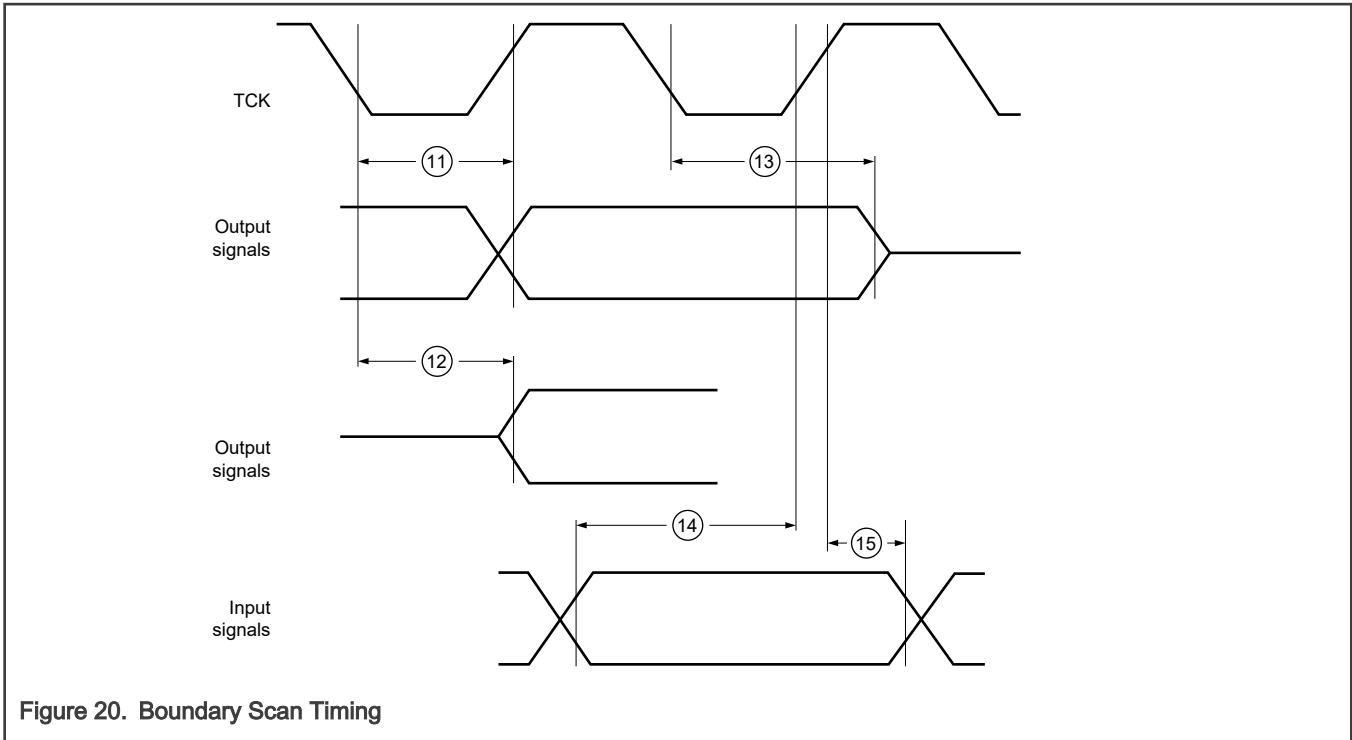 TCK
11
13
Output
signals
12
Output
signals
14
15
Input
signals
Figure 20. Boundary Scan Timing